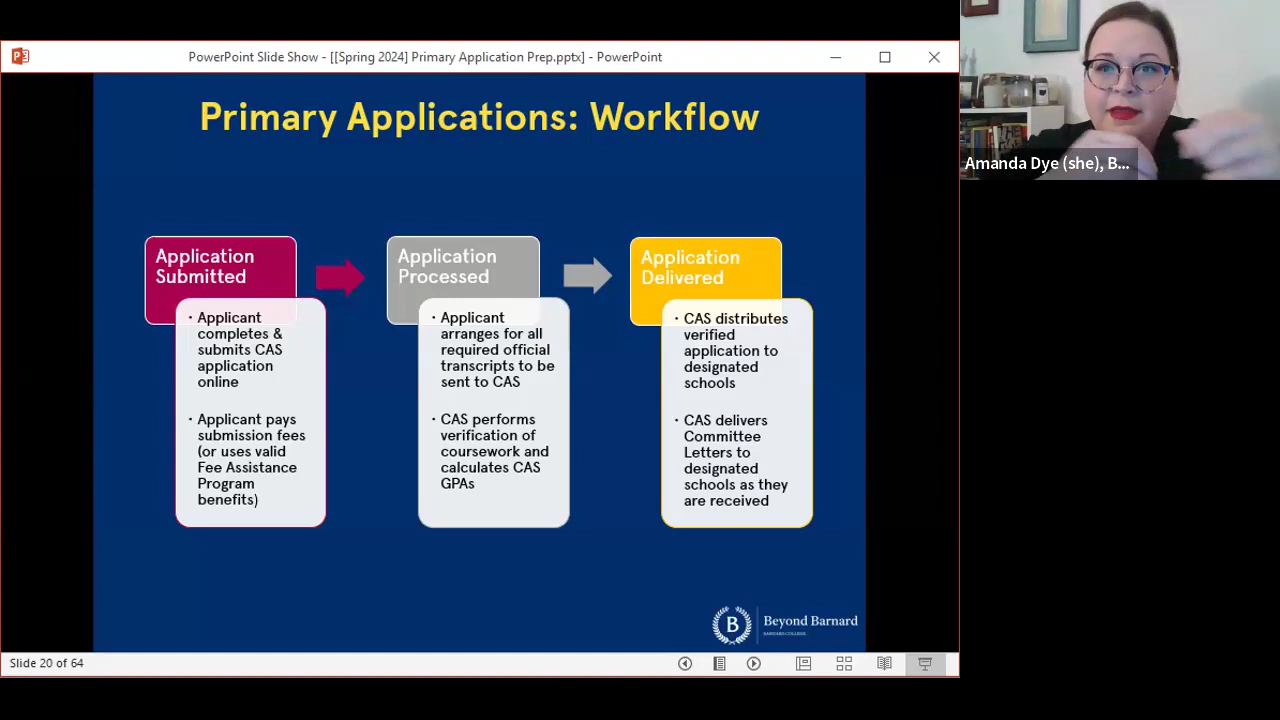 PowerPoint Slide Show - [[Spring 2024] Primary Application Prep.pptx] - PowerPoint
Primary Applications: Workflow
Application
Submitted
• Applicant
completes &
submits CAS
application
online
• Applicant pays
submission fees
(or uses valid
Fee Assistance
Program
benefits)
Application
Processed
• Applicant
arranges for all
required official
transcripts to be
sent to CAS
• CAS performs
verification of
coursework and
calculates CAS
GPAs
Application
Delivered
• CAS distributes
verified
application to
designated
schools
• CAS delivers
Committee
Letters to
designated
schools as they
are received
B
Beyond Barnard
BARNARD COLLEGE
Slide 20 of 64
Amanda Dye (she), B...